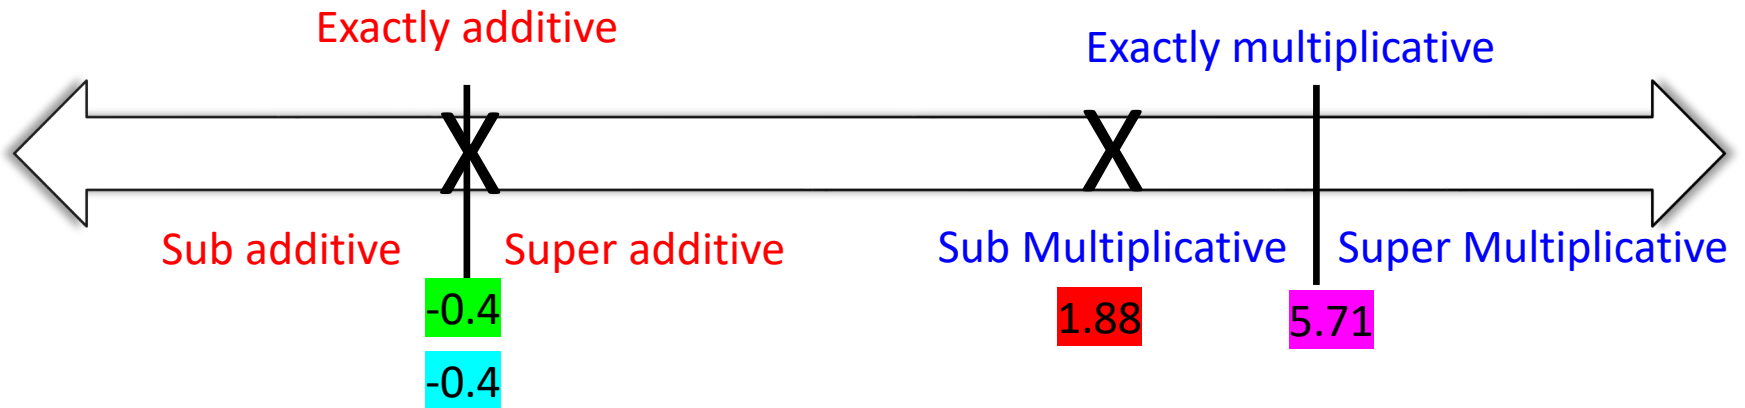 Exactly additive
Exactly multiplicative
X
X
Sub additive
Super additive
Sub Multiplicative
Super Multiplicative
-0.4
1.88
5.71
-0.4